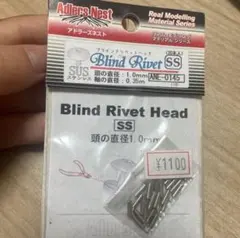 Adlers Nest
アドラーズネスト
Real Modelling
Material Series
Blind Rivet
SS
SUS
ステンレス
頭の直径:1.0mm
軸の直径:0.35m
ANE-0145
Blind Rivet Head
SS
頭の直径1.0mm
¥1100